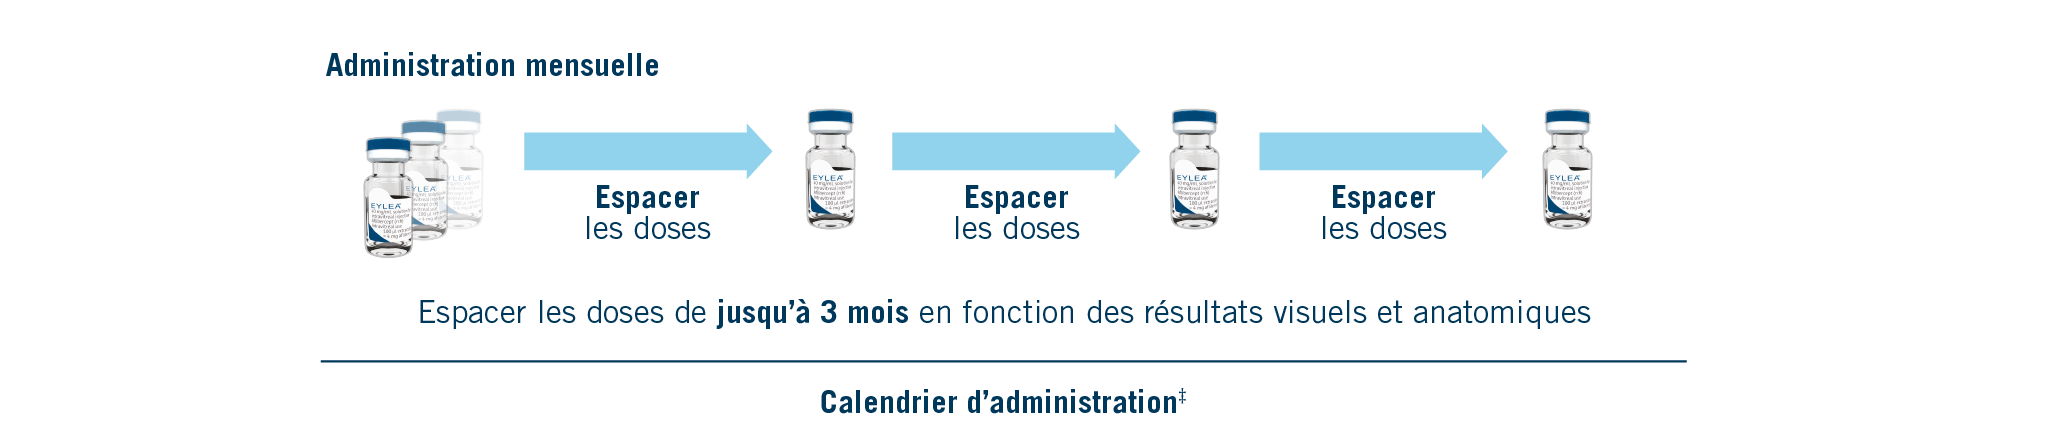 Administration mensuelle
EYLEA
EYLEA
EYLEA
EYLEA
EYLEA
Espacer
les doses
Espacer
les doses
Espacer
les doses
Espacer les doses de jusqu’à 3 mois en fonction des résultats visuels et anatomiques
Calendrier d’administration‡